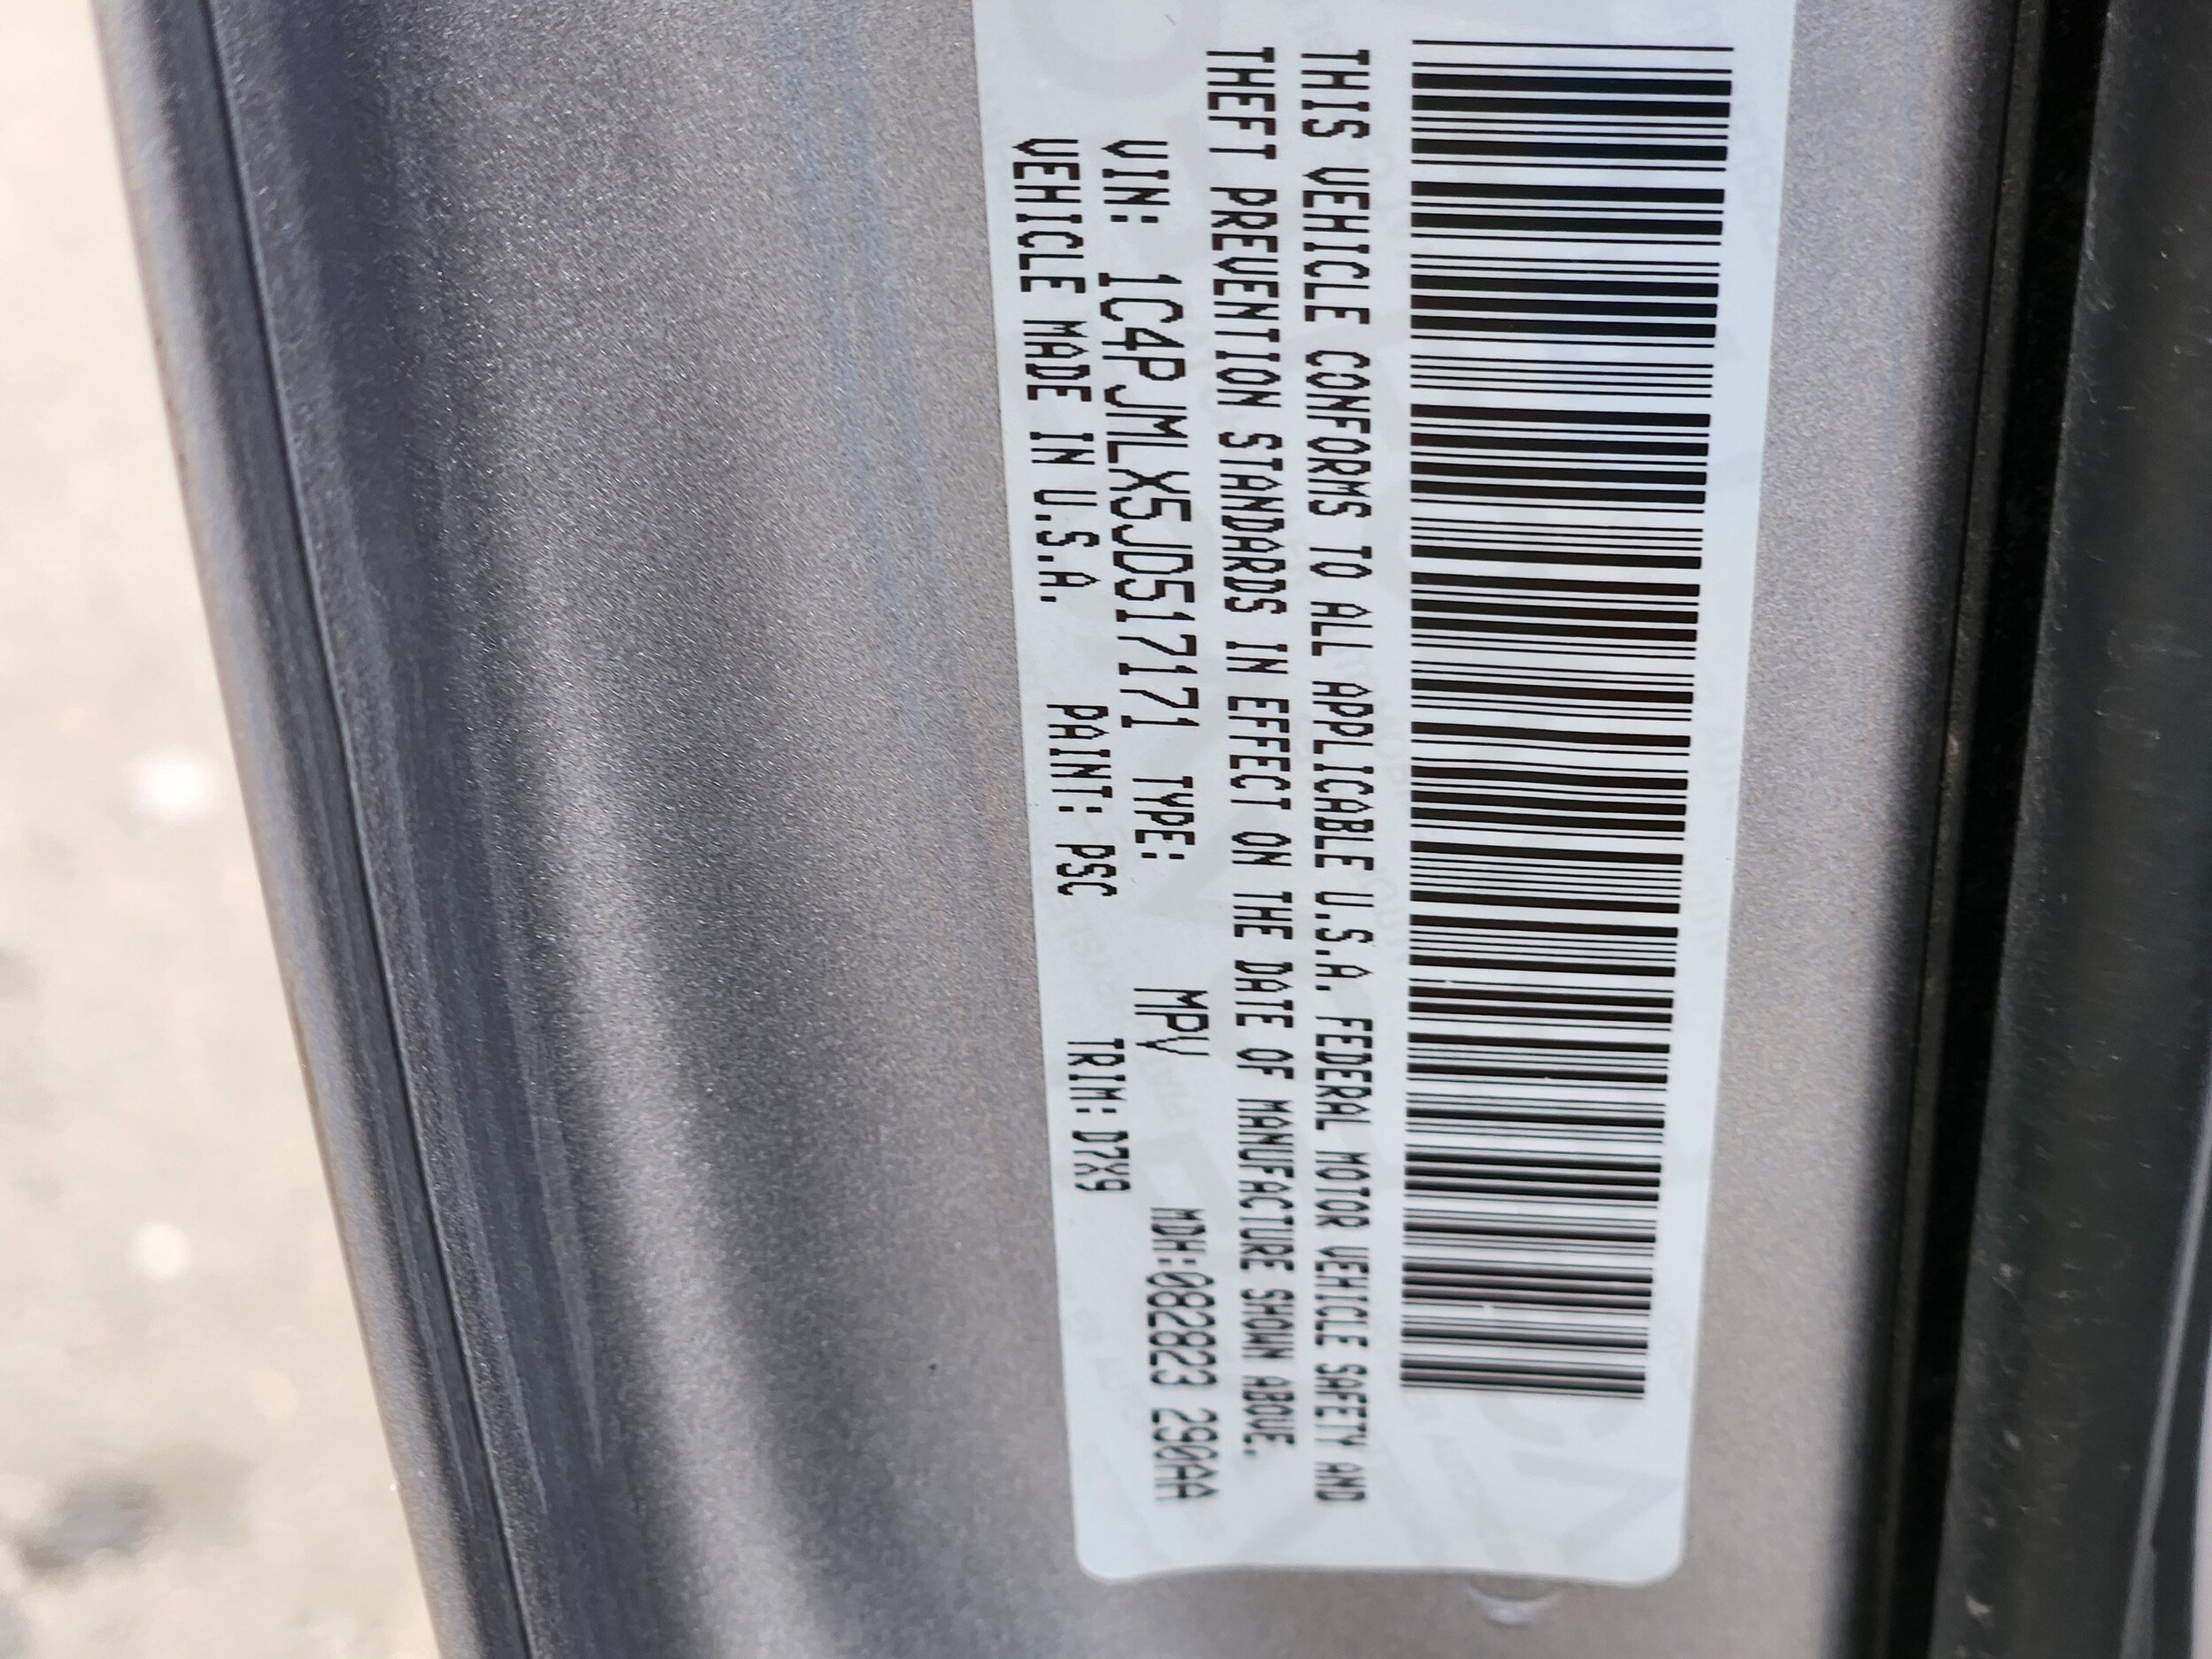 THIS VEHICLE CONFORMS TO ALL APPLICABLE U.S.A. FEDERAL MOTOR VEHICLE SAFETY AND
THEFT PREVENTION STANDARDS IN EFFECT ON THE DATE OF MANUFACTURE SHOWN ABOVE.
MDH:082823 290AA
VIN: 1C4PJMLX5JD517171 TYPE: MPV
VEHICLE MADE IN U.S.A. PAINT: PSC TRIM: D7X9